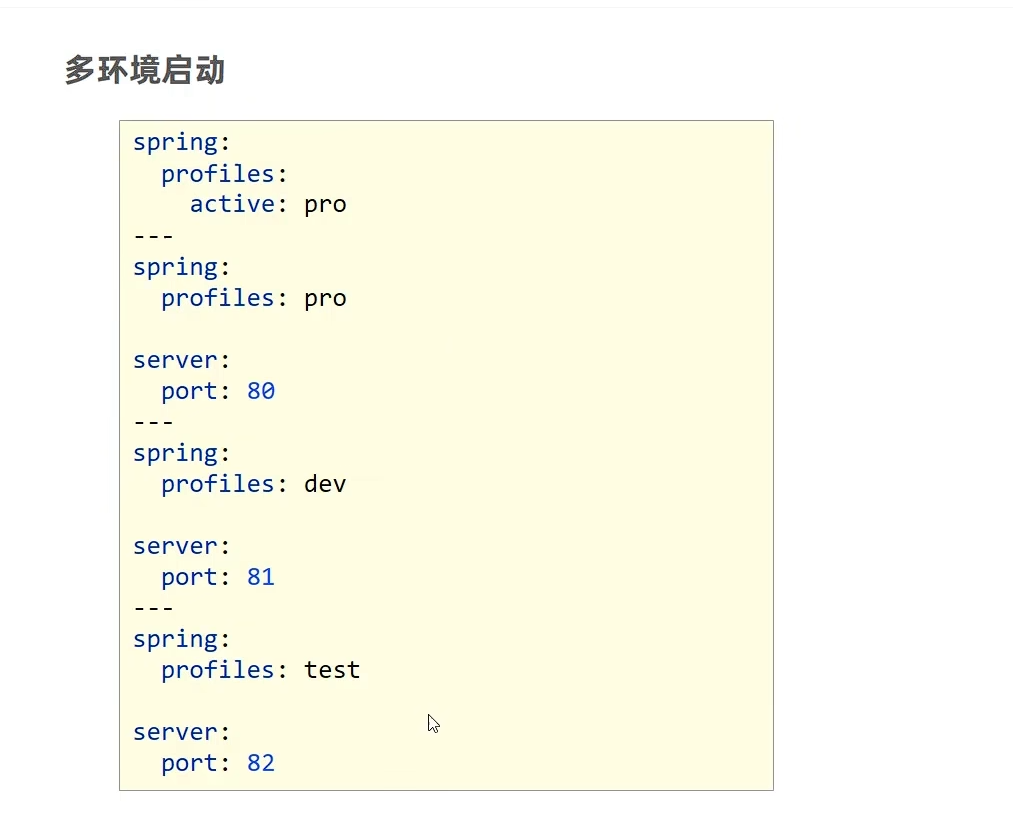 多环境启动
spring:
  profiles:
    active: pro
---
spring:
  profiles: pro
server:
  port: 80
---
spring:
  profiles: dev
server:
  port: 81
---
spring:
  profiles: test
server:
  port: 82